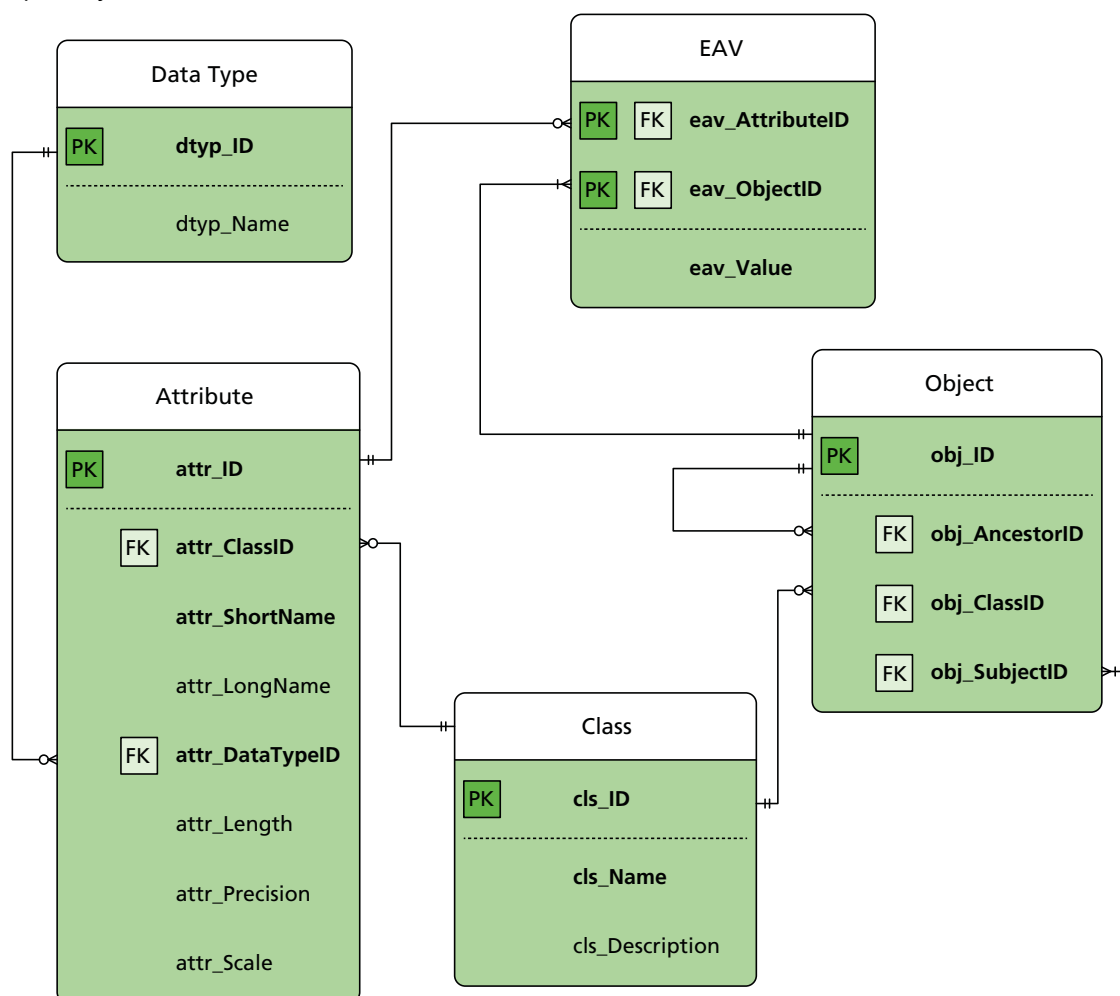 Data Type
PK dtyp_ID
dtyp_Name
EAV
PK FK eav_AttributeID
PK FK eav_ObjectID
eav_Value
Attribute
PK attr_ID
FK attr_ClassID
attr_ShortName
attr_LongName
FK attr_DataTypeID
attr_Length
attr_Precision
attr_Scale
Object
PK obj_ID
FK obj_AncestorID
FK obj_ClassID
FK obj_SubjectID
Class
PK cls_ID
cls_Name
cls_Description